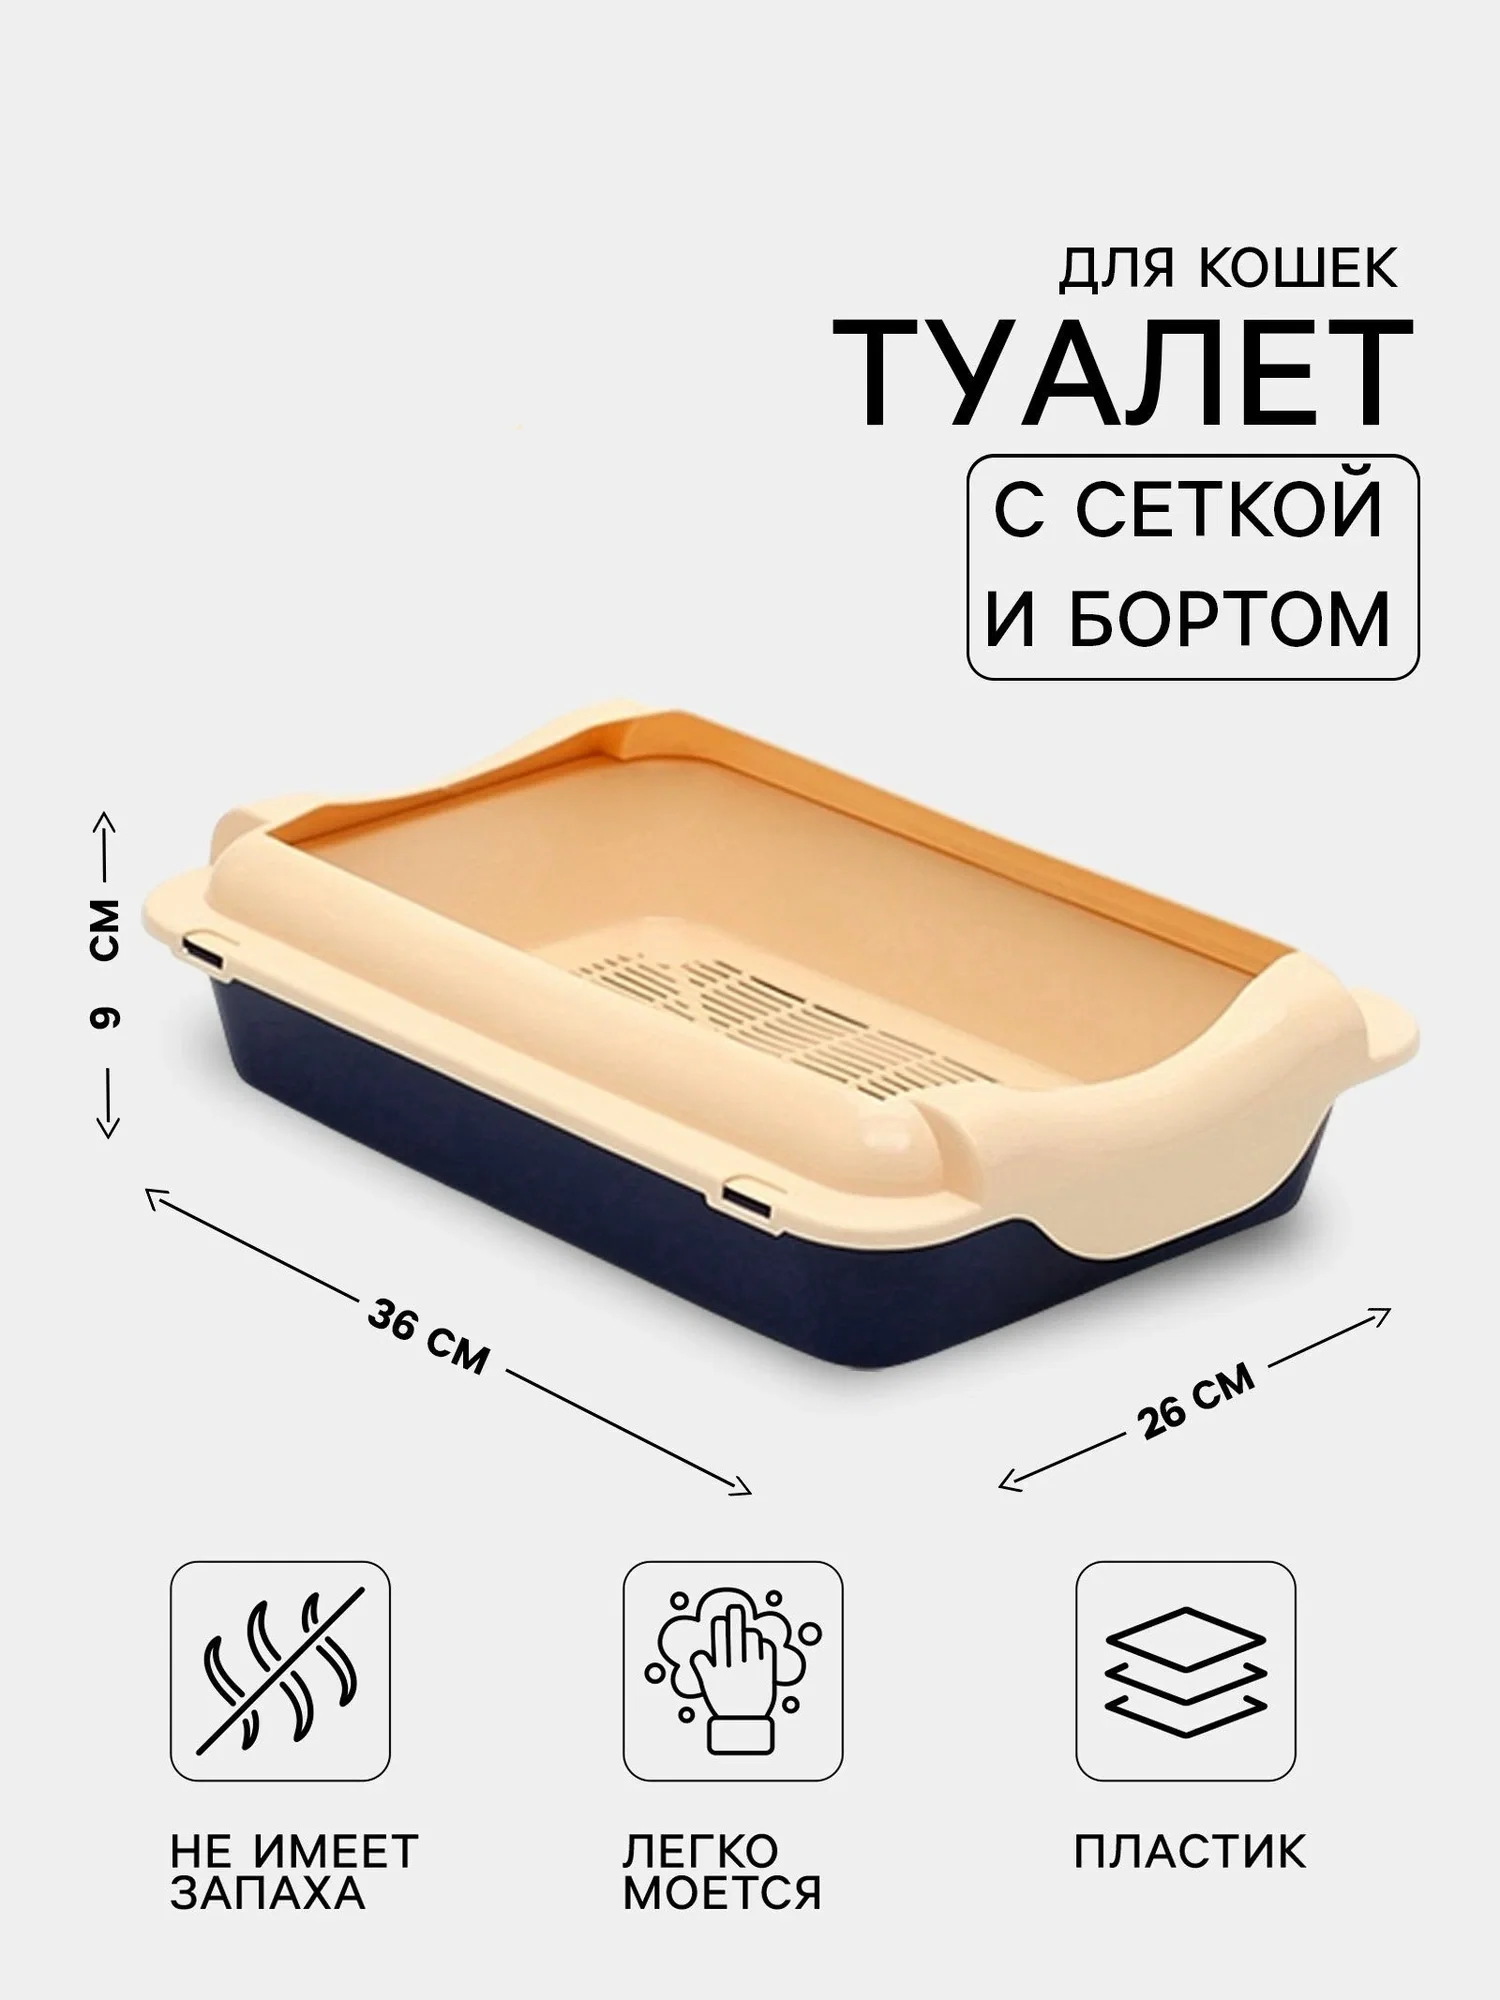 ДЛЯ КОШЕК
ТУАЛЕТ
С СЕТКОЙ
И БОРТОМ
9 СМ
36 СМ
26 СМ
НЕ ИМЕЕТ
ЗАПАХА
ЛЕГКО
МОЕТСЯ
ПЛАСТИК